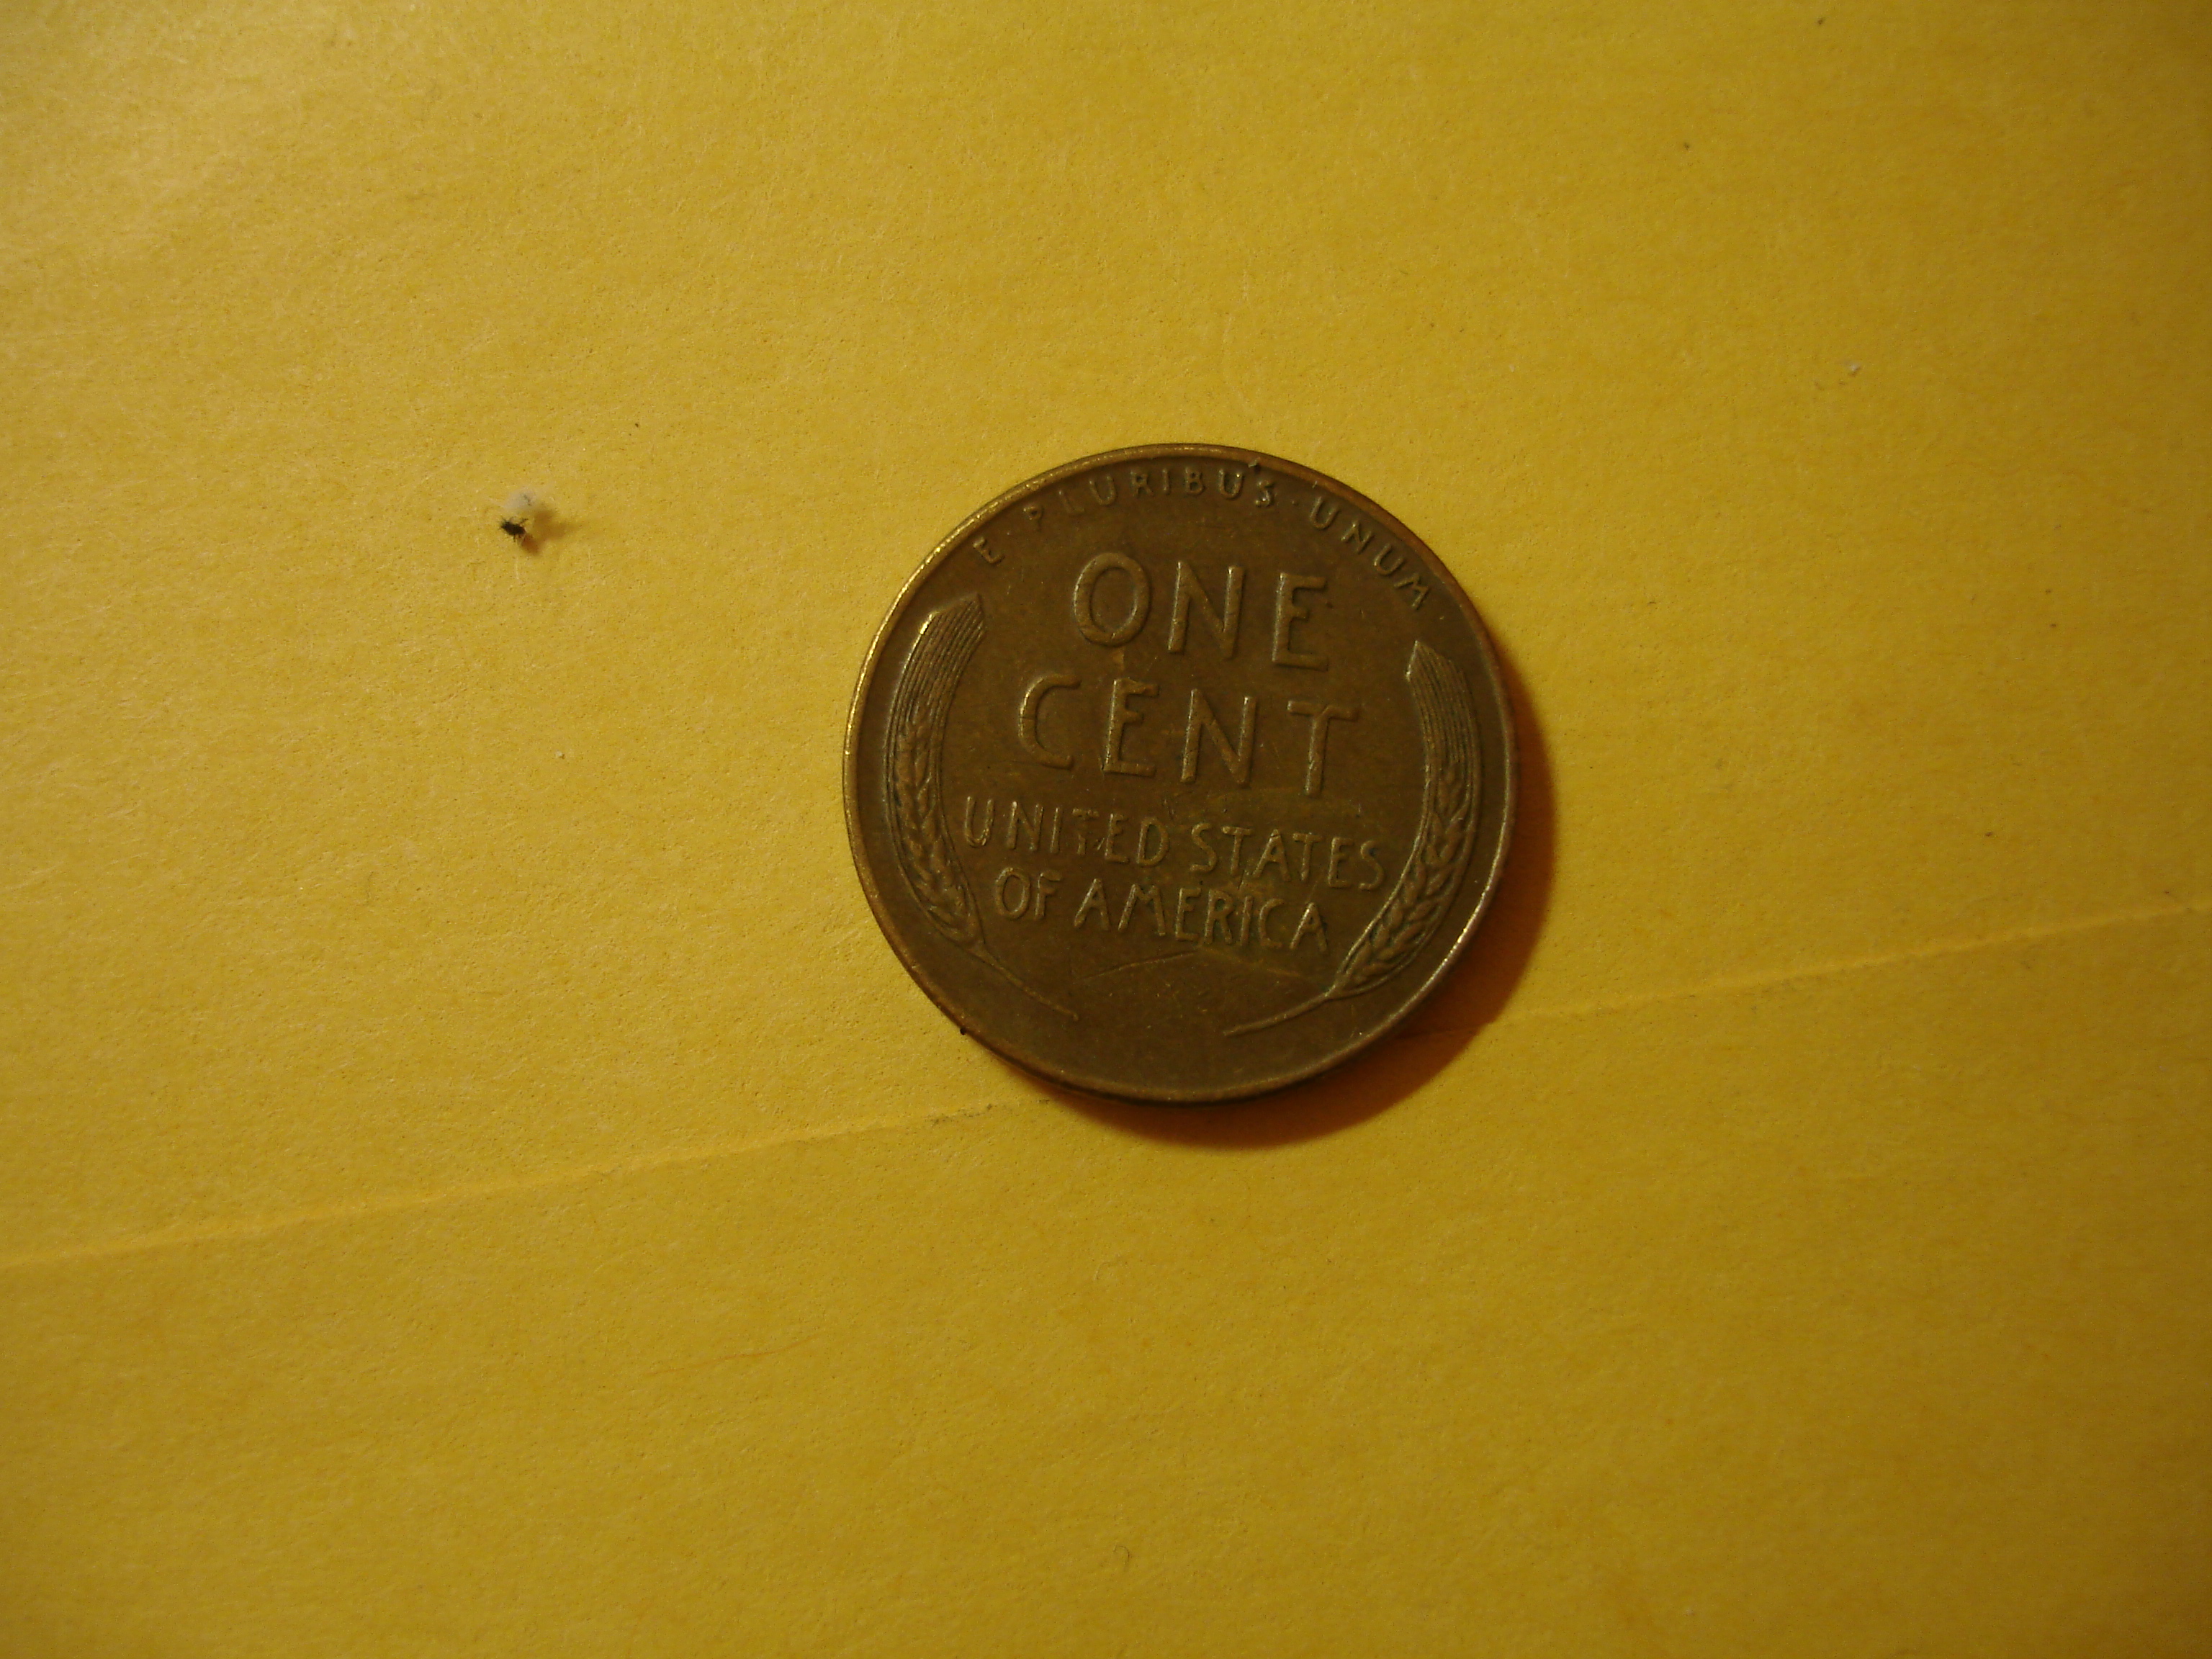 E PLURIBUS·UNUM
ONE
CENT
UNITED STATES
OF AMERICA